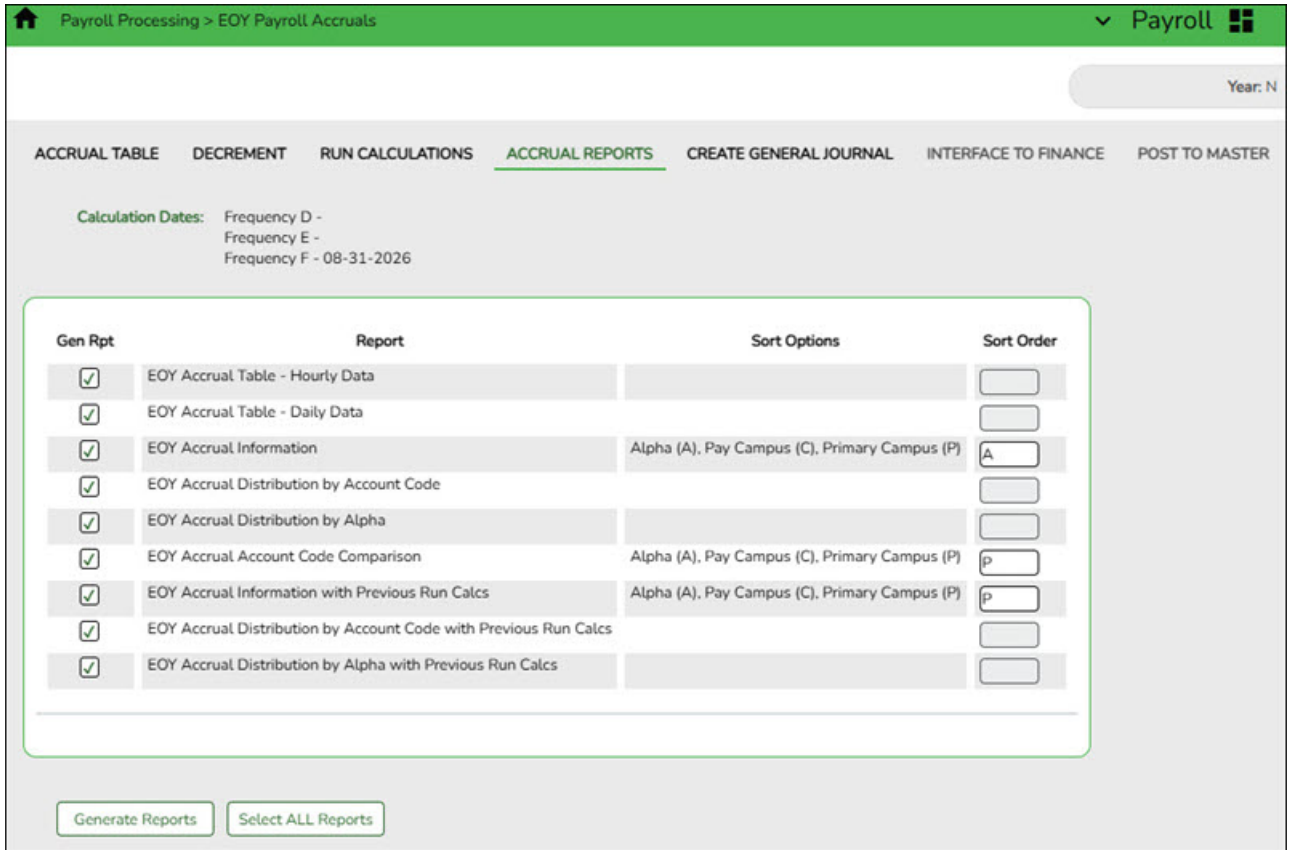 Payroll Processing > EOY Payroll Accruals
Payroll
Year: N
ACCRUAL TABLE DECREMENT RUN CALCULATIONS ACCRUAL REPORTS CREATE GENERAL JOURNAL INTERFACE TO FINANCE POST TO MASTER
Calculation Dates: Frequency D -
Frequency E -
Frequency F - 08-31-2026
Gen Rpt Report Sort Options Sort Order
EOY Accrual Table - Hourly Data
EOY Accrual Table - Daily Data
EOY Accrual Information Alpha (A), Pay Campus (C), Primary Campus (P) A
EOY Accrual Distribution by Account Code
EOY Accrual Distribution by Alpha
EOY Accrual Account Code Comparison Alpha (A), Pay Campus (C), Primary Campus (P) P
EOY Accrual Information with Previous Run Calcs Alpha (A), Pay Campus (C), Primary Campus (P) P
EOY Accrual Distribution by Account Code with Previous Run Calcs
EOY Accrual Distribution by Alpha with Previous Run Calcs
Generate Reports Select ALL Reports